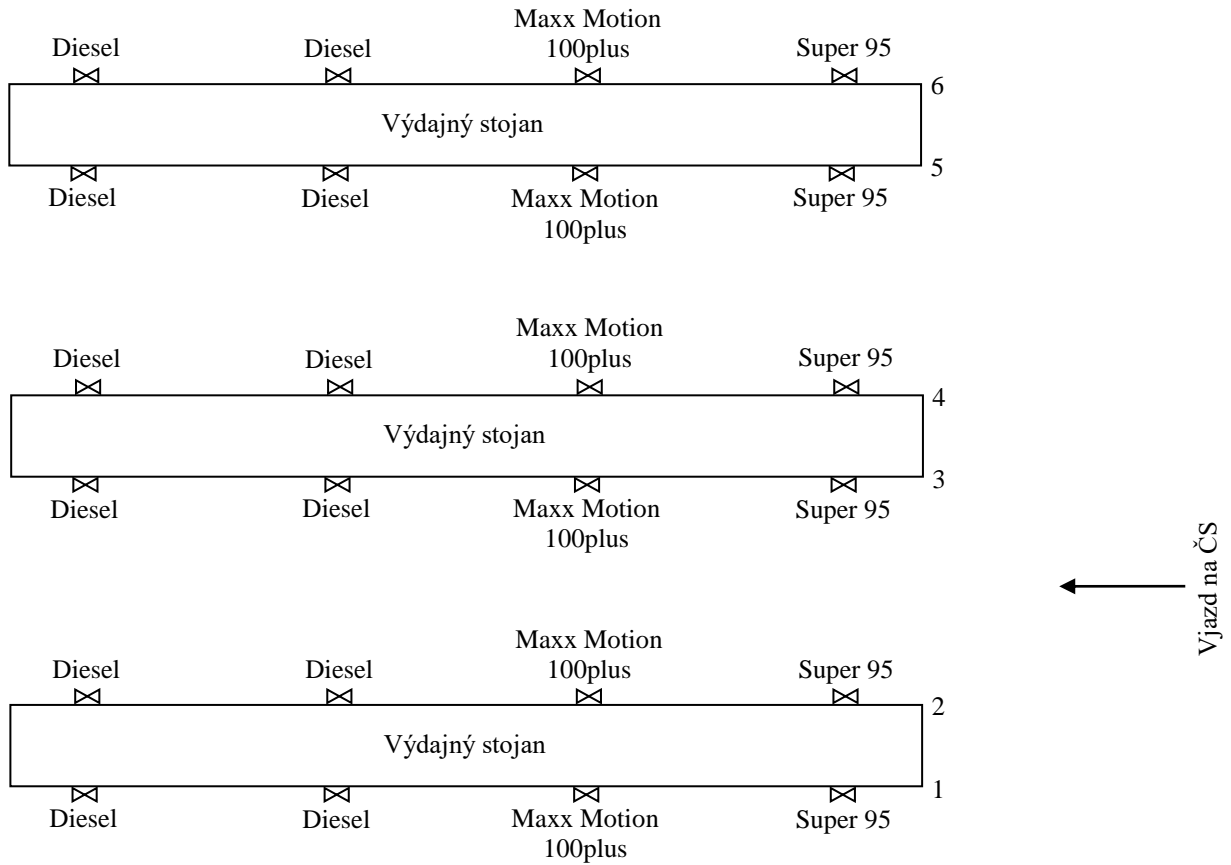 Maxx Motion
Diesel Diesel 100plus Super 95
6
Výdajný stojan
5
Diesel Diesel Maxx Motion Super 95
100plus
Maxx Motion
Diesel Diesel 100plus Super 95
4
Výdajný stojan
3
Diesel Diesel Maxx Motion Super 95
100plus
Vjazd na ČS
Maxx Motion
Diesel Diesel 100plus Super 95
2
Výdajný stojan
1
Diesel Diesel Maxx Motion Super 95
100plus